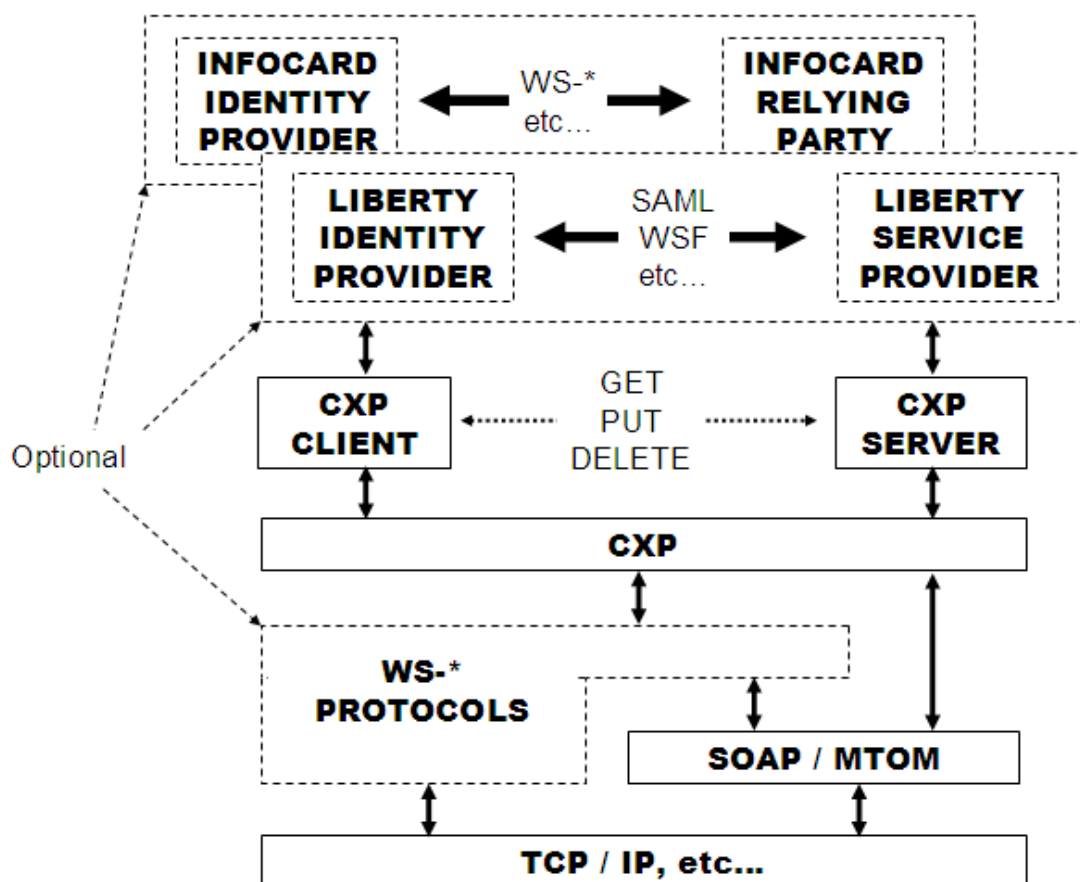 INFOCARD
IDENTITY
PROVIDER
WS-*
etc...
INFOCARD
RELYING
PARTY
LIBERTY
IDENTITY
PROVIDER
SAML
WSF
etc...
LIBERTY
SERVICE
PROVIDER
Optional
CXP
CLIENT
GET
PUT
DELETE
CXP
SERVER
CXP
WS-*
PROTOCOLS
SOAP / MTOM
TCP / IP, etc...